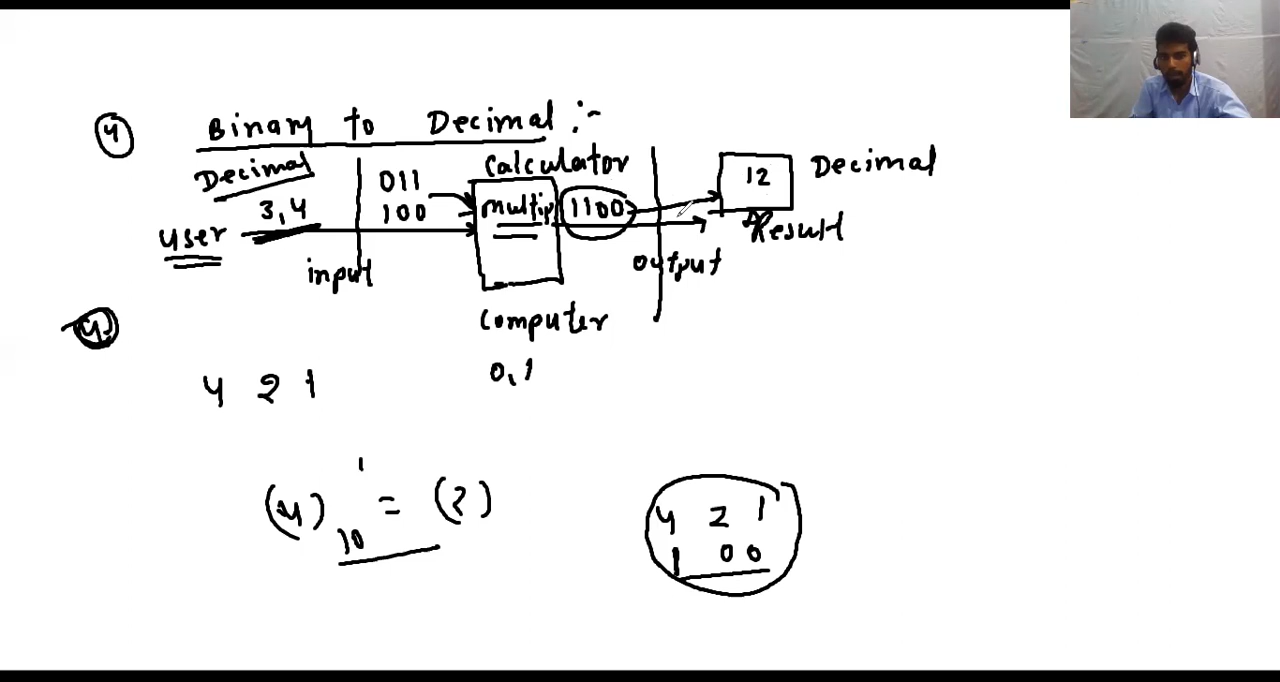 4 Binary to Decimal :-
Decimal 011 Calculator 12 Decimal
3, 4 100 multip 1100
user Result
input output
computer
4.
0, 1
4 2 1
(4)10 = (2)
4 2 1
1 0 0